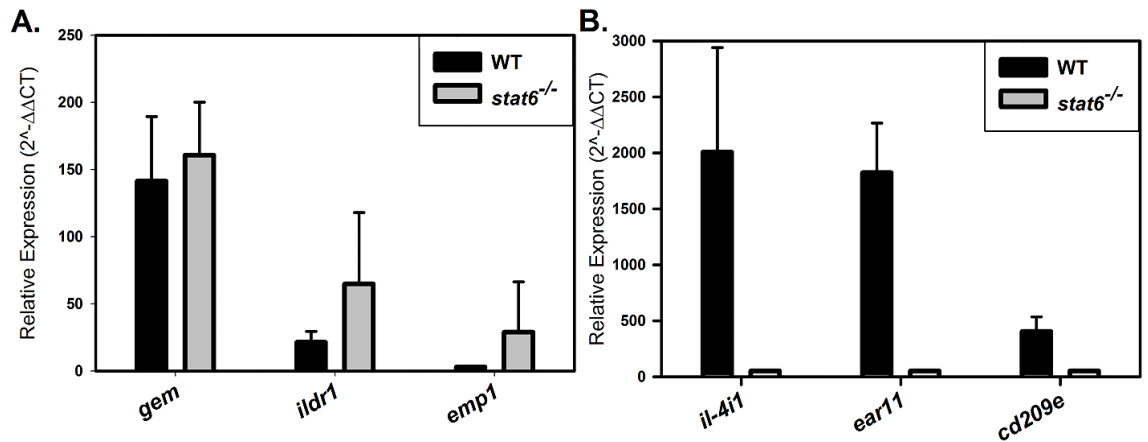 A.
250
200
150
100
50
0
Relative Expression (2^-ΔΔCT)
WT
stat6-/-
gem
ildr1
emp1
B.
3000
2500
2000
1500
1000
500
0
Relative Expression (2^-ΔΔCT)
WT
stat6-/-
il-4i1
ear11
cd209e